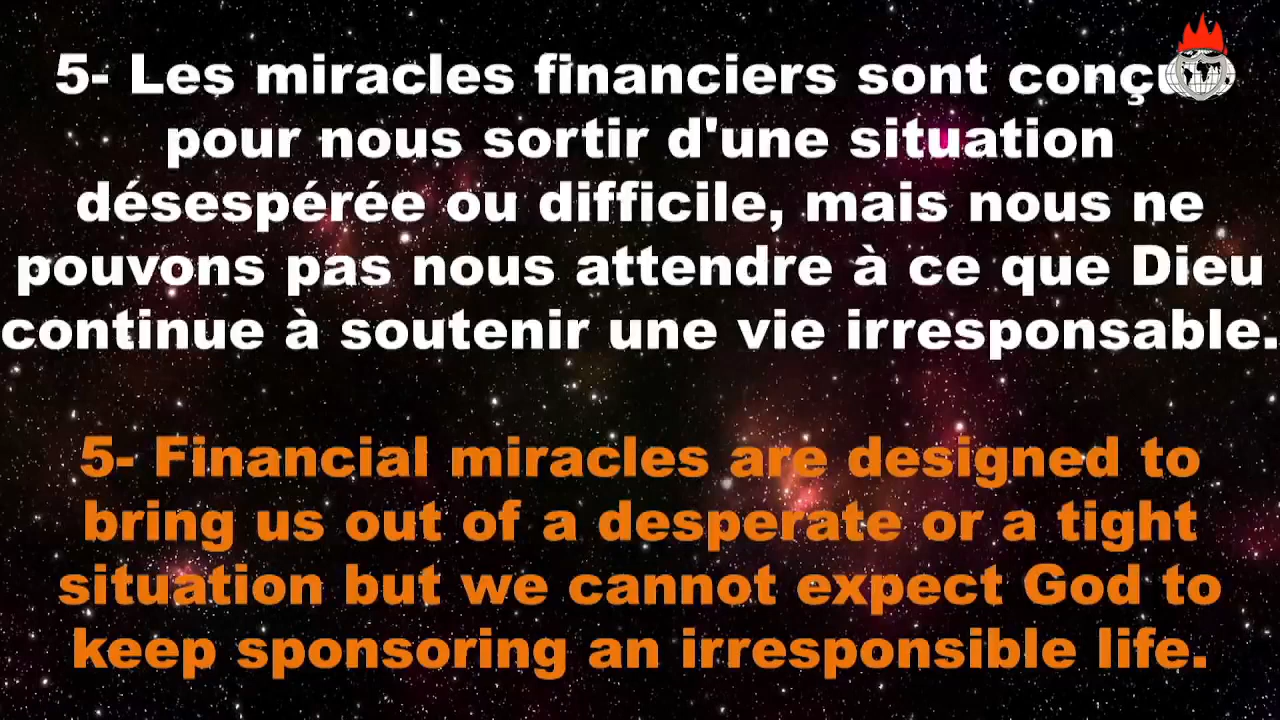 5- Les miracles financiers sont conçu
pour nous sortir d'une situation
désespérée ou difficile, mais nous ne
pouvons pas nous attendre à ce que Dieu
continue à soutenir une vie irresponsable.
5- Financial miracles are designed to
bring us out of a desperate or a tight
situation but we cannot expect God to
keep sponsoring an irresponsible life.